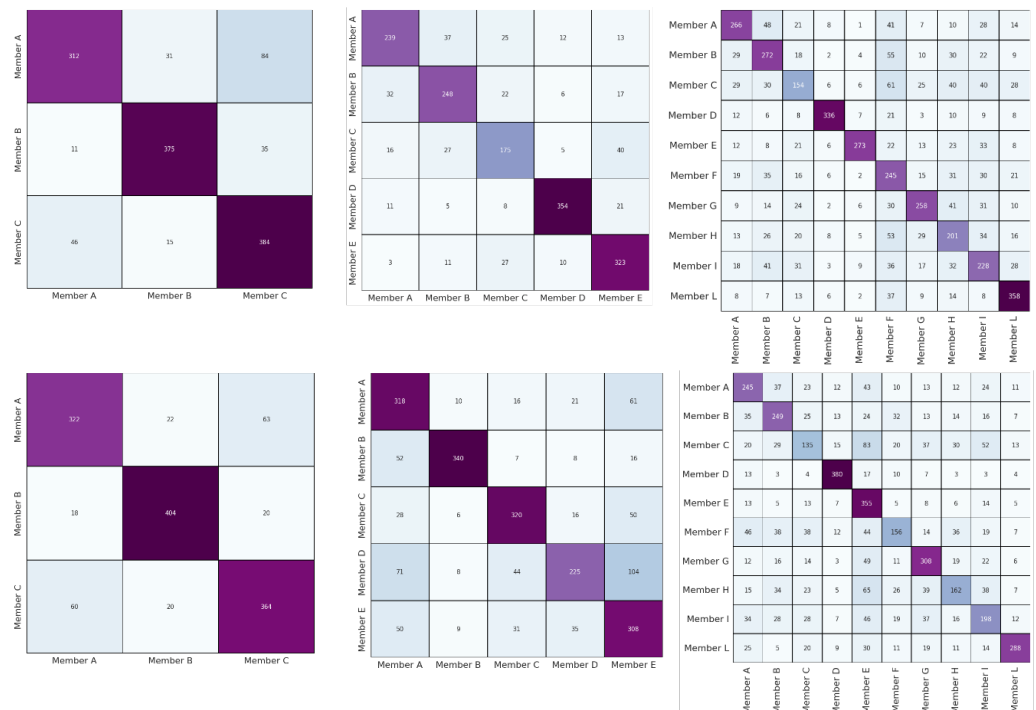 Member A 312 31 84
Member B 11 375 35
Member C 46 15 384
Member A Member B Member C
Member A 239 37 25 12 13
Member B 32 248 22 6 17
Member C 16 27 175 5 40
Member D 11 5 8 354 21
Member E 3 11 27 10 323
Member A Member B Member C Member D Member E
Member A 266 48 21 8 1 41 7 10 28 14
Member B 29 272 18 2 4 55 10 30 22 9
Member C 29 30 154 6 6 61 25 40 40 28
Member D 12 6 8 336 7 21 3 10 9 8
Member E 12 8 21 6 273 22 13 23 33 8
Member F 19 35 16 6 2 245 15 31 30 21
Member G 9 14 24 2 6 30 258 41 31 10
Member H 13 26 20 8 5 53 29 201 34 16
Member I 18 41 31 3 9 36 17 32 228 28
Member L 8 7 13 6 2 37 9 14 8 358
Member A Member B Member C Member D Member E Member F Member G Member H Member I Member L
Member A 322 22 63
Member B 18 404 20
Member C 60 20 364
Member A Member B Member C
Member A 318 10 16 21 61
Member B 52 340 7 8 16
Member C 28 6 320 16 50
Member D 71 8 44 225 104
Member E 50 9 31 35 308
Member A Member B Member C Member D Member E
Member A 245 37 23 12 43 10 13 12 24 11
Member B 35 249 25 13 24 32 13 14 16 7
Member C 20 29 135 15 83 20 37 30 52 13
Member D 13 3 4 380 17 10 7 3 3 4
Member E 13 5 13 7 355 5 8 6 14 5
Member F 46 38 38 12 44 156 14 36 19 7
Member G 12 16 14 3 49 11 308 19 22 6
Member H 15 34 23 5 65 26 39 162 38 7
Member I 34 28 28 7 46 19 37 16 198 12
Member L 25 5 20 9 30 11 19 11 14 288
Member A Member B Member C Member D Member E Member F Member G Member H Member I Member L